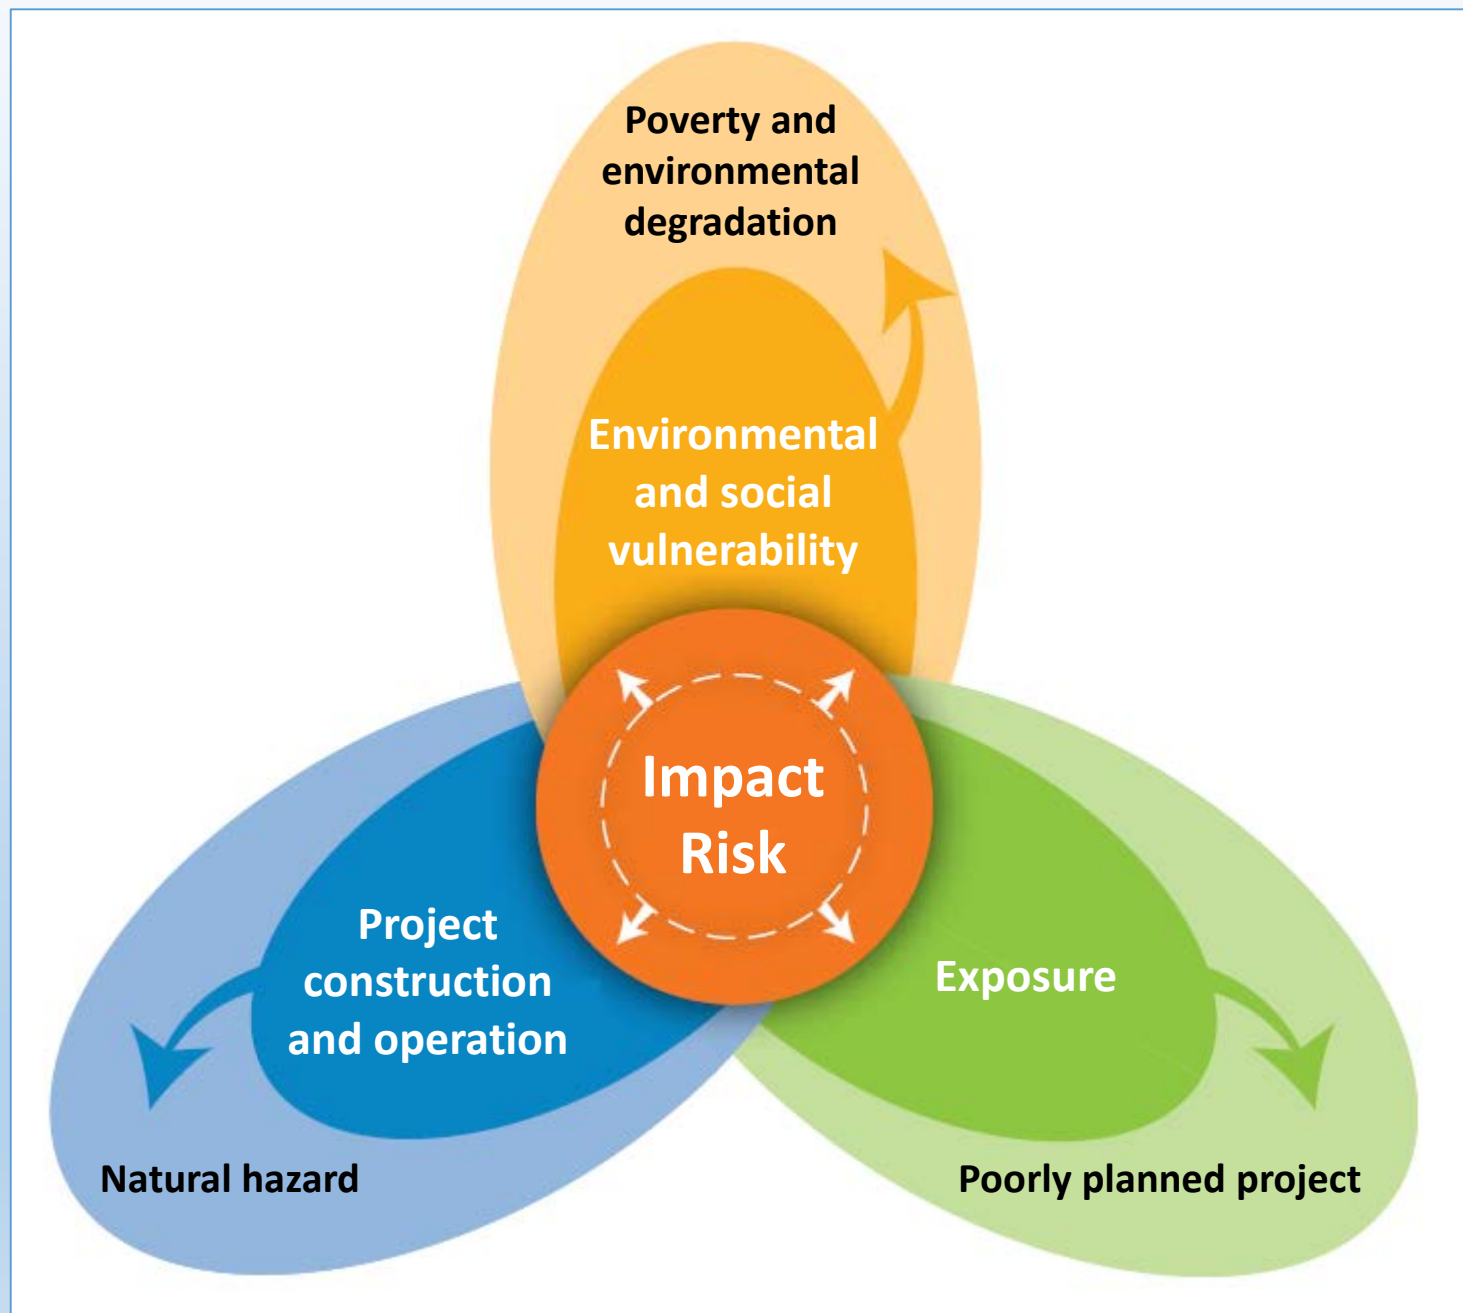 Poverty and
environmental
degradation
Environmental
and social
vulnerability
Impact
Risk
Project
construction
and operation
Exposure
Natural hazard
Poorly planned project